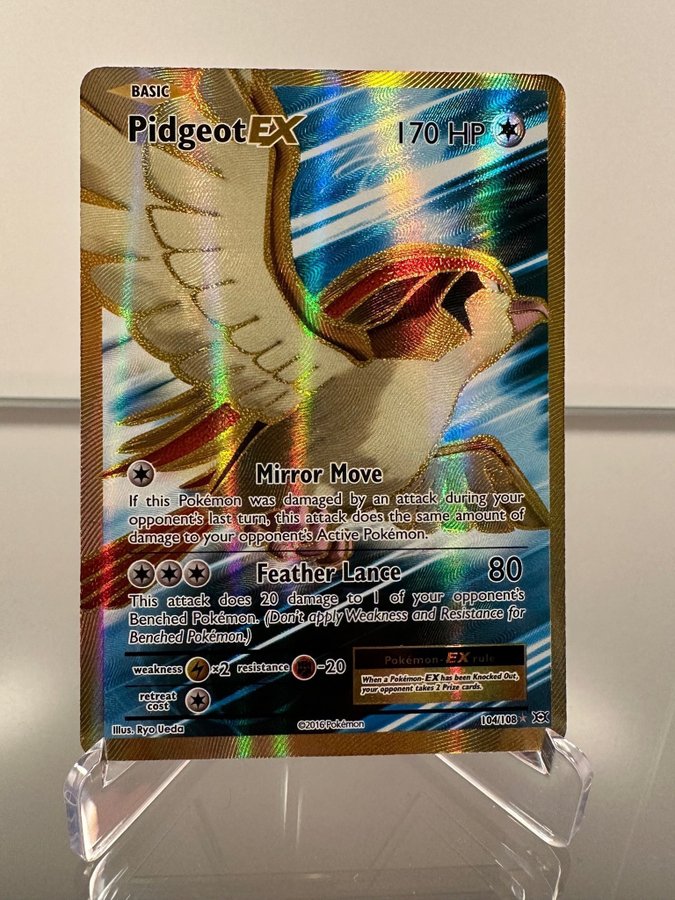 BASIC
PidgeotEX 170 HP
Mirror Move
If this Pokémon was damaged by an attack during your
opponent's last turn, this attack does the same amount of
damage to your opponent's Active Pokémon.
Feather Lance 80
This attack does 20 damage to 1 of your opponent's
Benched Pokémon. (Don't apply Weakness and Resistance for
Benched Pokémon.)
weakness ×2 resistance -20
Pokémon-EX rule
When a Pokémon-EX has been Knocked Out,
your opponent takes 2 Prize cards.
retreat
cost
Illus. Ryo Ueda ©2016 Pokémon 104/108